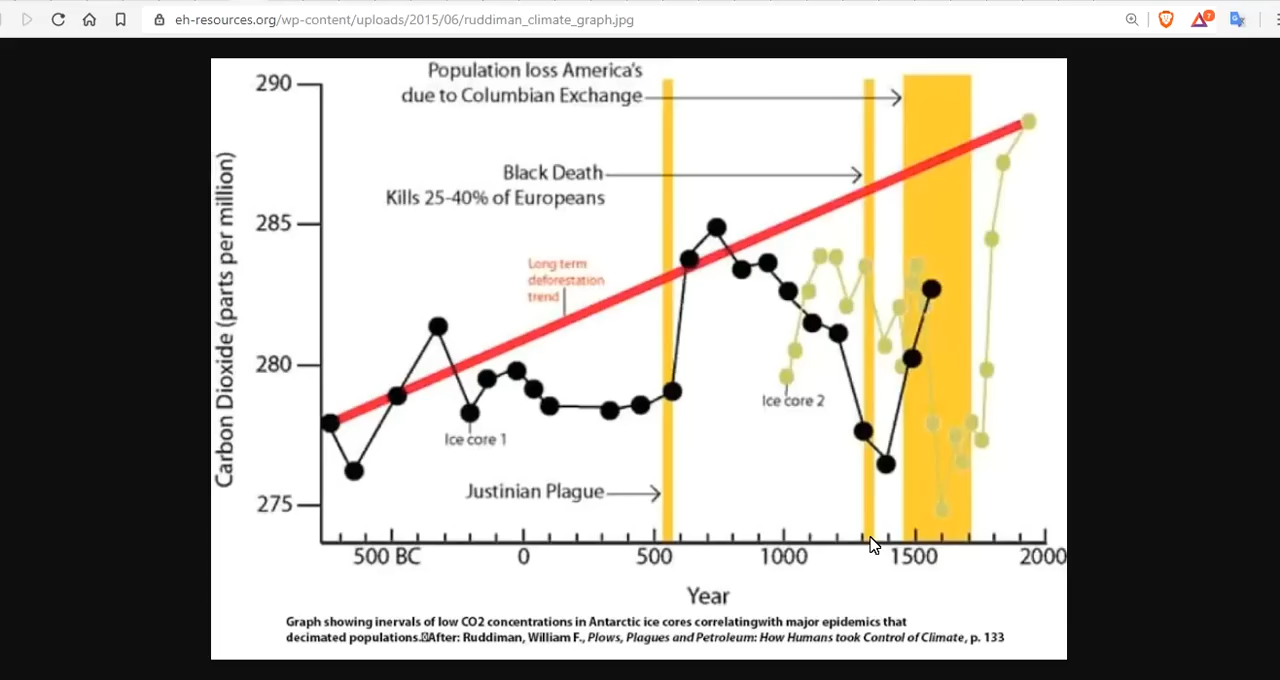 eh-resources.org/wp-content/uploads/2015/06/ruddiman_climate_graph.jpg
7
Population loss America's
due to Columbian Exchange
Black Death
Kills 25-40% of Europeans
Long term
deforestation
trend
Ice core 1
Ice core 2
Justinian Plague
Carbon Dioxide (parts per million)
290
285
280
275
500 BC
0
500
1000
1500
2000
Year
Graph showing inervals of low CO2 concentrations in Antarctic ice cores correlatingwith major epidemics that
decimated populations. After: Ruddiman, William F., Plows, Plagues and Petroleum: How Humans took Control of Climate, p. 133